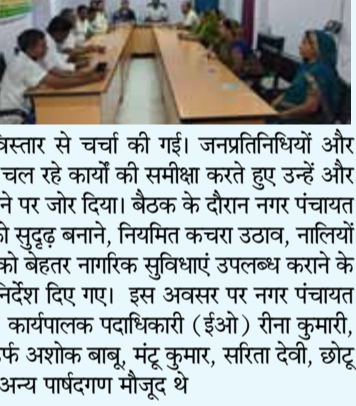 विस्तार से चर्चा की गई। जनप्रतिनिधियों और
चल रहे कार्यों की समीक्षा करते हुए उन्हें और
ने पर जोर दिया। बैठक के दौरान नगर पंचायत
को सुदृढ़ बनाने, नियमित कचरा उठाव, नालियों
को बेहतर नागरिक सुविधाएं उपलब्ध कराने के
निर्देश दिए गए। इस अवसर पर नगर पंचायत
कार्यपालक पदाधिकारी (ईओ) रीना कुमारी,
र्फ अशोक बाबू, मंटू कुमार, सरिता देवी, छोटू
अन्य पार्षदगण मौजूद थे